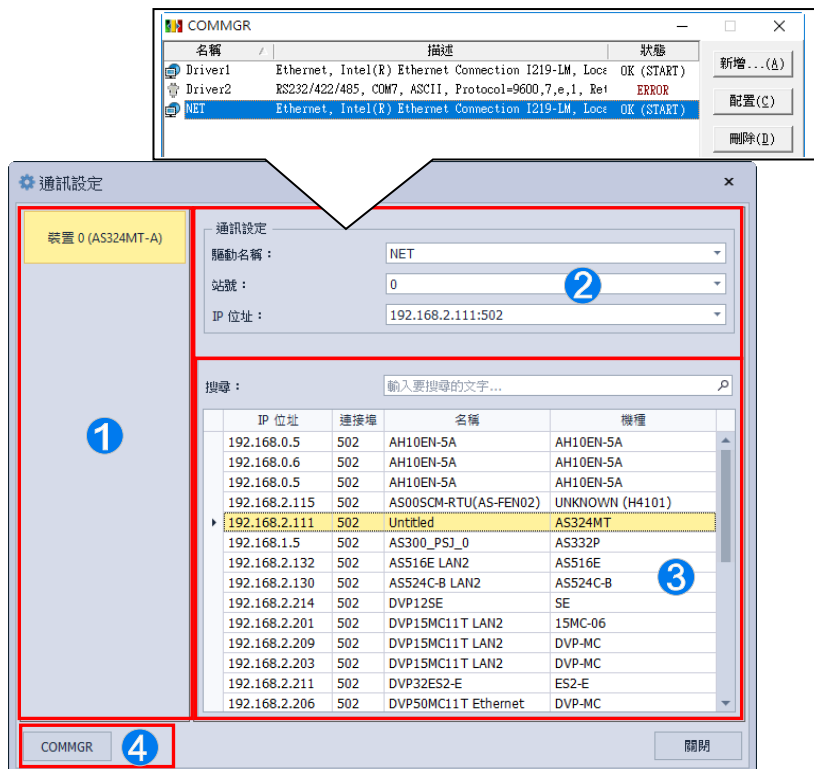 COMMGR
名稱 描述 狀態
Driver1 Ethernet, Intel(R) Ethernet Connection I219-LM, Loca OK (START)
Driver2 RS232/422/485, COM7, ASCII, Protocol=9600,7,e,1, Ret ERROR
NET Ethernet, Intel(R) Ethernet Connection I219-LM, Loca OK (START)
新增...(A)
配置(C)
刪除(D)
通訊設定
裝置 0 (AS324MT-A)
通訊設定
驅動名稱： NET
站號： 0
IP 位址： 192.168.2.111:502
2
搜尋： 輸入要搜尋的文字...
IP 位址 連接埠 名稱 機種
192.168.0.5 502 AH10EN-5A AH10EN-5A
192.168.0.6 502 AH10EN-5A AH10EN-5A
192.168.0.5 502 AH10EN-5A AH10EN-5A
192.168.2.115 502 AS00SCM-RTU(AS-FEN02) UNKNOWN (H4101)
192.168.2.111 502 Untitled AS324MT
192.168.1.5 502 AS300_PSJ_0 AS332P
192.168.2.132 502 AS516E LAN2 AS516E
192.168.2.130 502 AS524C-B LAN2 AS524C-B
192.168.2.214 502 DVP12SE SE
192.168.2.201 502 DVP15MC11T LAN2 15MC-06
192.168.2.209 502 DVP15MC11T LAN2 DVP-MC
192.168.2.203 502 DVP15MC11T LAN2 DVP-MC
192.168.2.211 502 DVP32ES2-E ES2-E
192.168.2.206 502 DVP50MC11T Ethernet DVP-MC
1
3
COMMGR
4
關閉